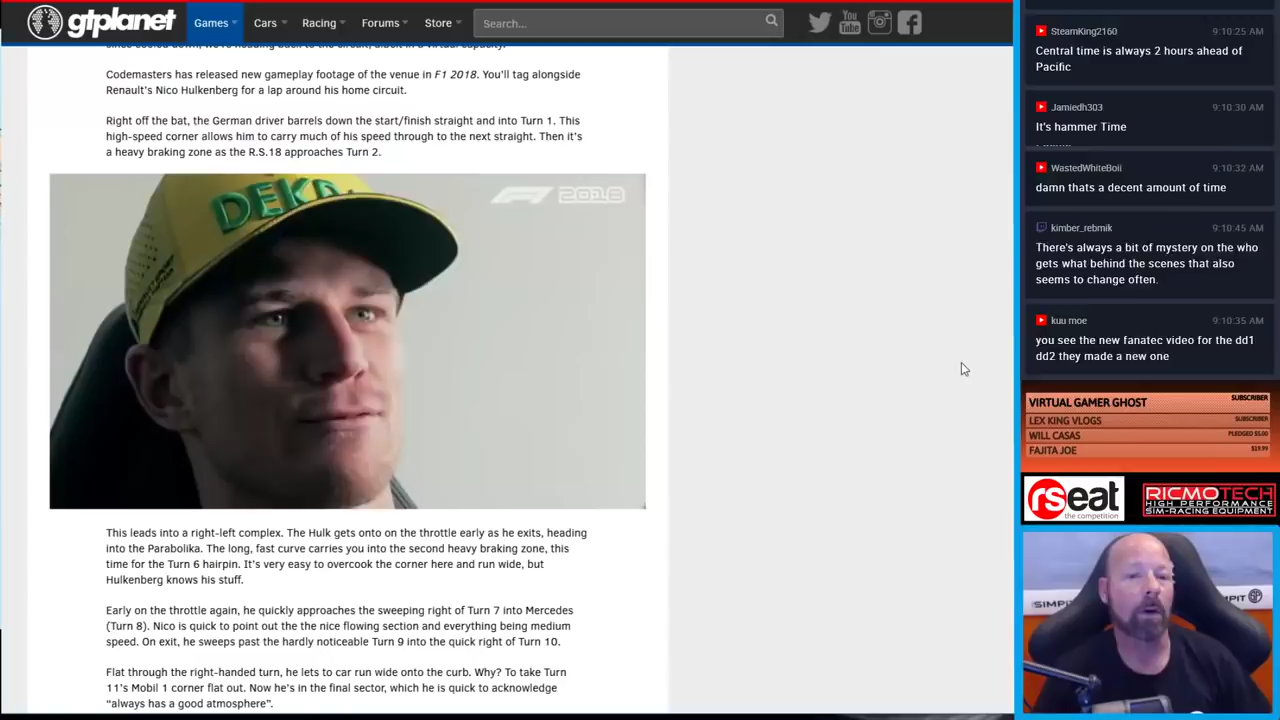 gtplanet
Games
Cars
Racing
Forums
Store
Search...
You
Codemasters has released new gameplay footage of the venue in F1 2018. You'll tag alongside
Renault's Nico Hulkenberg for a lap around his home circuit.
Right off the bat, the German driver barrels down the start/finish straight and into Turn 1. This
high-speed corner allows him to carry much of his speed through to the next straight. Then it's
a heavy braking zone as the R.S.18 approaches Turn 2.
DEKRA
F1 2018
This leads into a right-left complex. The Hulk gets onto on the throttle early as he exits, heading
into the Parabolika. The long, fast curve carries you into the second heavy braking zone, this
time for the Turn 6 hairpin. It's very easy to overcook the corner here and run wide, but
Hulkenberg knows his stuff.
Early on the throttle again, he quickly approaches the sweeping right of Turn 7 into Mercedes
(Turn 8). Nico is quick to point out the the nice flowing section and everything being medium
speed. On exit, he sweeps past the hardly noticeable Turn 9 into the quick right of Turn 10.
Flat through the right-handed turn, he lets to car run wide onto the curb. Why? To take Turn
11's Mobil 1 corner flat out. Now he's in the final sector, which he is quick to acknowledge
“always has a good atmosphere”.
SteamKing2160 9:10:25 AM
Central time is always 2 hours ahead of
Pacific
Jamiedh303 9:10:30 AM
It's hammer Time
WastedWhiteBoii 9:10:32 AM
damn thats a decent amount of time
kimber_rebmik 9:10:45 AM
There's always a bit of mystery on the who
gets what behind the scenes that also
seems to change often.
kuu moe 9:10:35 AM
you see the new fanatec video for the dd1
dd2 they made a new one
VIRTUAL GAMER GHOST SUBSCRIBER
LEX KING VLOGS SUBSCRIBER
WILL CASAS PLEDGED $5.00
FAJITA JOE $19.99
rseat
the competition
RICMOTECH
HIGH PERFORMANCE
SIM-RACING EQUIPMENT